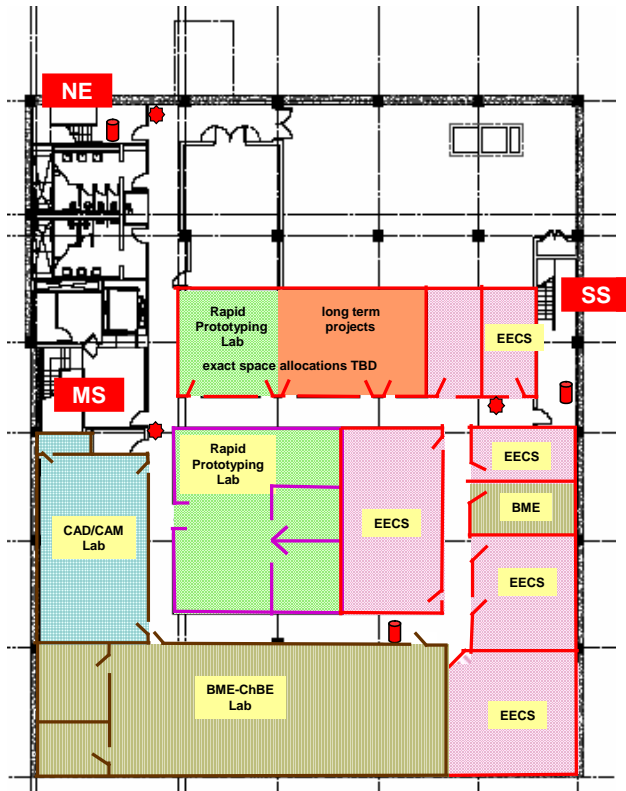 NE
SS
Rapid
Prototyping
Lab
long term
projects
EECS
exact space allocations TBD
MS
Rapid
Prototyping
Lab
EECS
BME
CAD/CAM
Lab
EECS
EECS
BME-ChBE
Lab
EECS